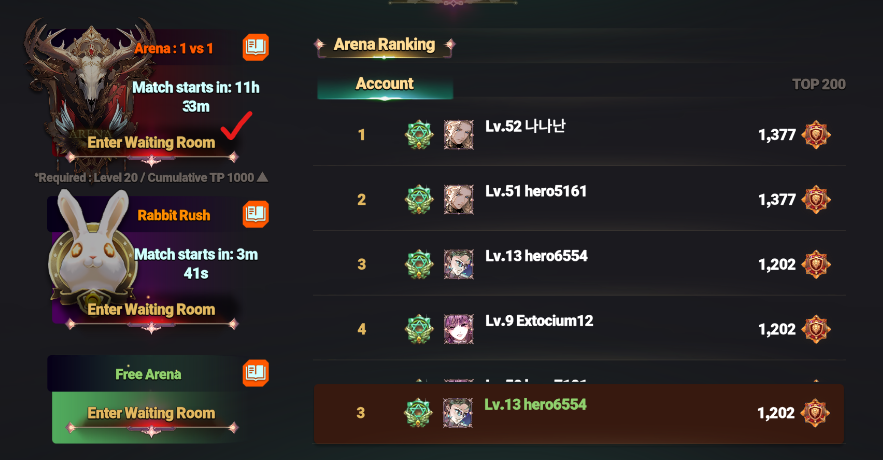 Arena : 1 vs 1
Match starts in: 11h
33m
ARENA
Enter Waiting Room
*Required : Level 20 / Cumulative TP 1000 ▲
Rabbit Rush
Match starts in: 3m
41s
Enter Waiting Room
Free Arena
Enter Waiting Room
Arena Ranking
Account
TOP 200
1 Lv.52 나나난 1,377
2 Lv.51 hero5161 1,377
3 Lv.13 hero6554 1,202
4 Lv.9 Extocium12 1,202
3 Lv.13 hero6554 1,202